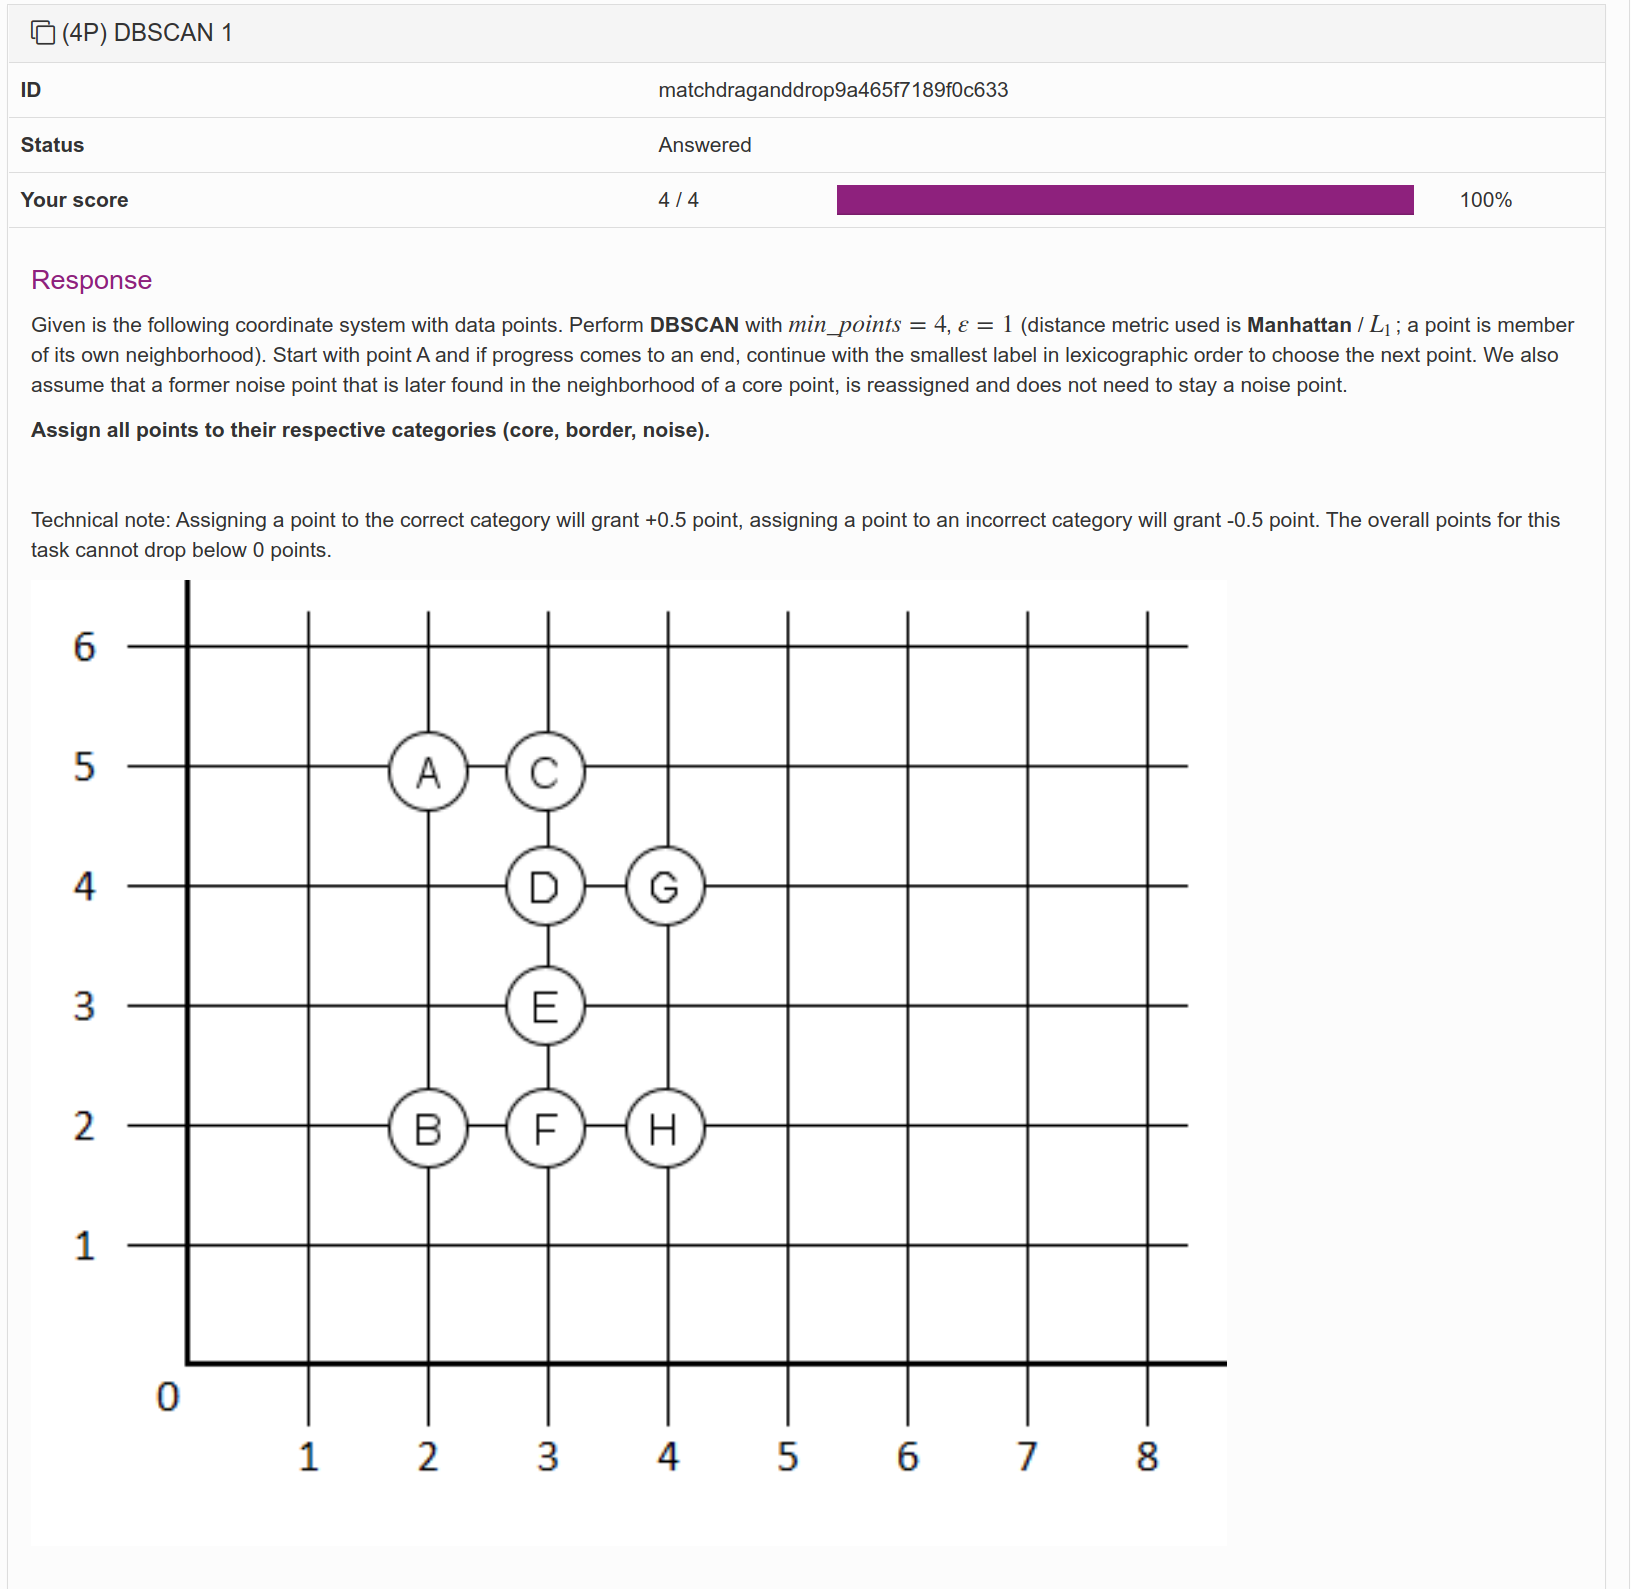 (4P) DBSCAN 1
ID matchdraganddrop9a465f7189f0c633
Status Answered
Your score 4 / 4 100%
Response
Given is the following coordinate system with data points. Perform DBSCAN with min_points = 4, ε = 1 (distance metric used is Manhattan / L₁ ; a point is member
of its own neighborhood). Start with point A and if progress comes to an end, continue with the smallest label in lexicographic order to choose the next point. We also
assume that a former noise point that is later found in the neighborhood of a core point, is reassigned and does not need to stay a noise point.
Assign all points to their respective categories (core, border, noise).
Technical note: Assigning a point to the correct category will grant +0.5 point, assigning a point to an incorrect category will grant -0.5 point. The overall points for this
task cannot drop below 0 points.
6
5 A C
4 D G
3 E
2 B F H
1
0
1 2 3 4 5 6 7 8